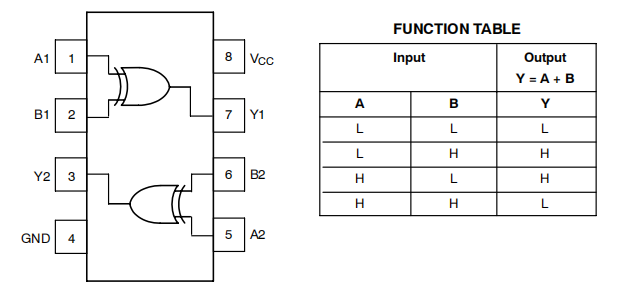 A1 1
8 VCC
B1 2
7 Y1
Y2 3
6 B2
GND 4
5 A2
FUNCTION TABLE
Input Output
Y = A + B
A B Y
L L L
L H H
H L H
H H L